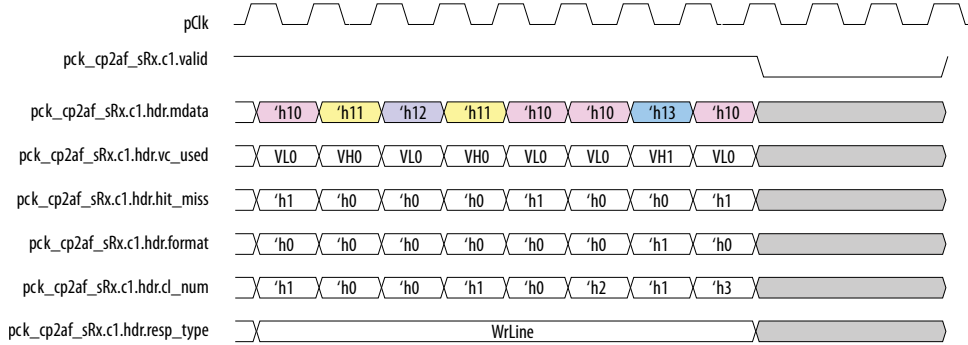 pClk
pck_cp2af_sRx.c1.valid
pck_cp2af_sRx.c1.hdr.mdata ‘h10 ‘h11 ‘h12 ‘h11 ‘h10 ‘h10 ‘h13 ‘h10
pck_cp2af_sRx.c1.hdr.vc_used VL0 VH0 VL0 VH0 VL0 VL0 VH1 VL0
pck_cp2af_sRx.c1.hdr.hit_miss ‘h1 ‘h0 ‘h0 ‘h0 ‘h1 ‘h0 ‘h0 ‘h1
pck_cp2af_sRx.c1.hdr.format ‘h0 ‘h0 ‘h0 ‘h0 ‘h0 ‘h0 ‘h1 ‘h0
pck_cp2af_sRx.c1.hdr.cl_num ‘h1 ‘h0 ‘h0 ‘h1 ‘h0 ‘h2 ‘h1 ‘h3
pck_cp2af_sRx.c1.hdr.resp_type WrLine